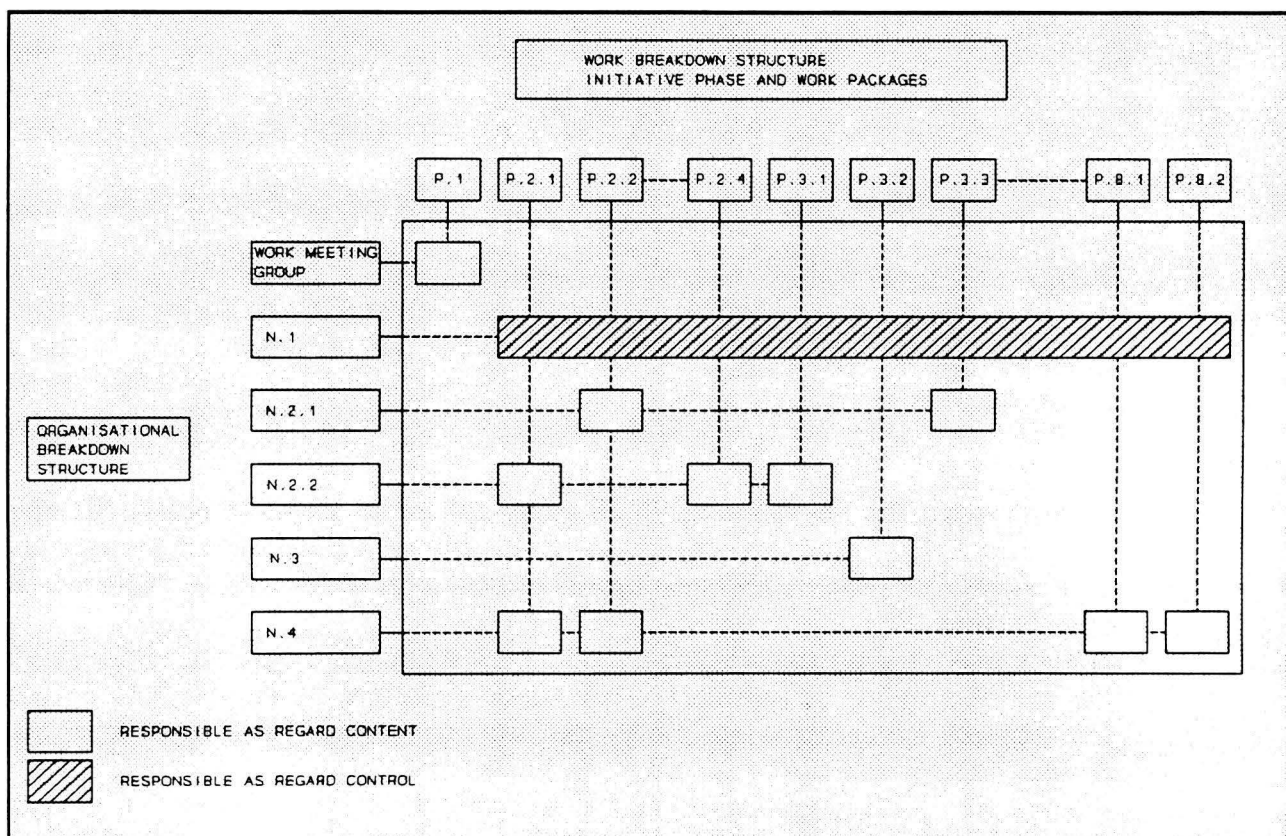 WORK BREAKDOWN STRUCTURE
INITIATIVE PHASE AND WORK PACKAGES
P.1
P.2.1
P.2.2
P.2.4
P.3.1
P.3.2
P.3.3
P.8.1
P.8.2
WORK MEETING
GROUP
N.1
N.2.1
ORGANISATIONAL
BREAKDOWN
STRUCTURE
N.2.2
N.3
N.4
RESPONSIBLE AS REGARD CONTENT
RESPONSIBLE AS REGARD CONTROL